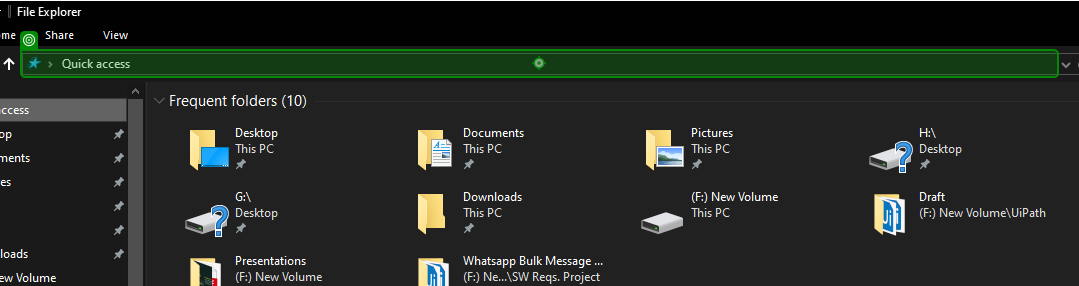 File Explorer
ome Share View
Quick access
Frequent folders (10)
ccess
op
ments
es
loads
ew Volume
Desktop
This PC
Documents
This PC
Pictures
This PC
H:\
Desktop
G:\
Desktop
Downloads
This PC
(F:) New Volume
This PC
Draft
(F:) New Volume\UiPath
Presentations
(F:) New Volume
Whatsapp Bulk Message ...
(F:) Ne...\SW Reqs. Project